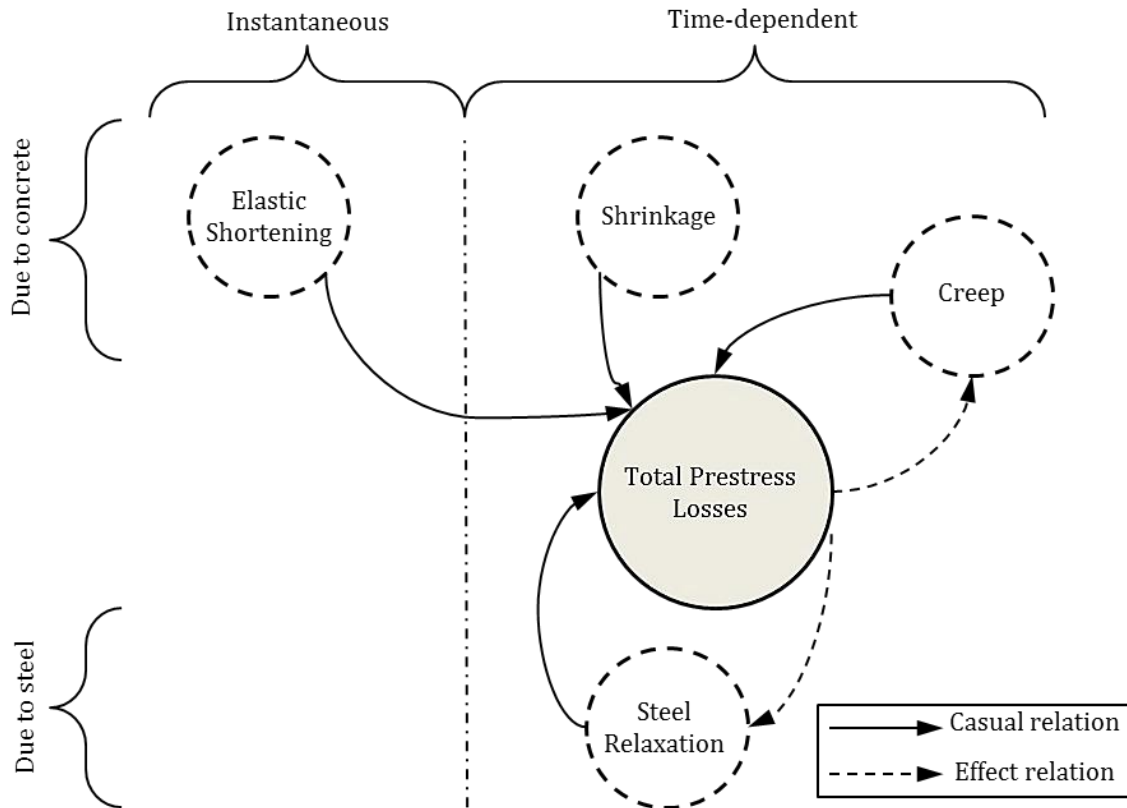 Instantaneous
Time-dependent
Due to concrete
Elastic
Shortening
Shrinkage
Creep
Total Prestress
Losses
Due to steel
Steel
Relaxation
Casual relation
Effect relation